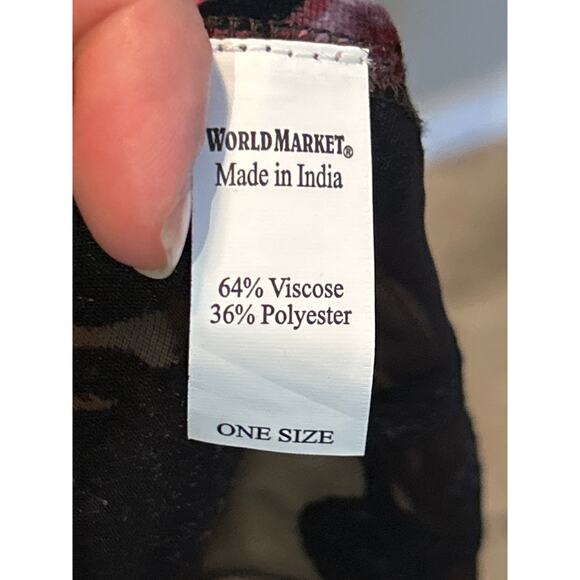 WORLD MARKET®
Made in India
64% Viscose
36% Polyester
ONE SIZE